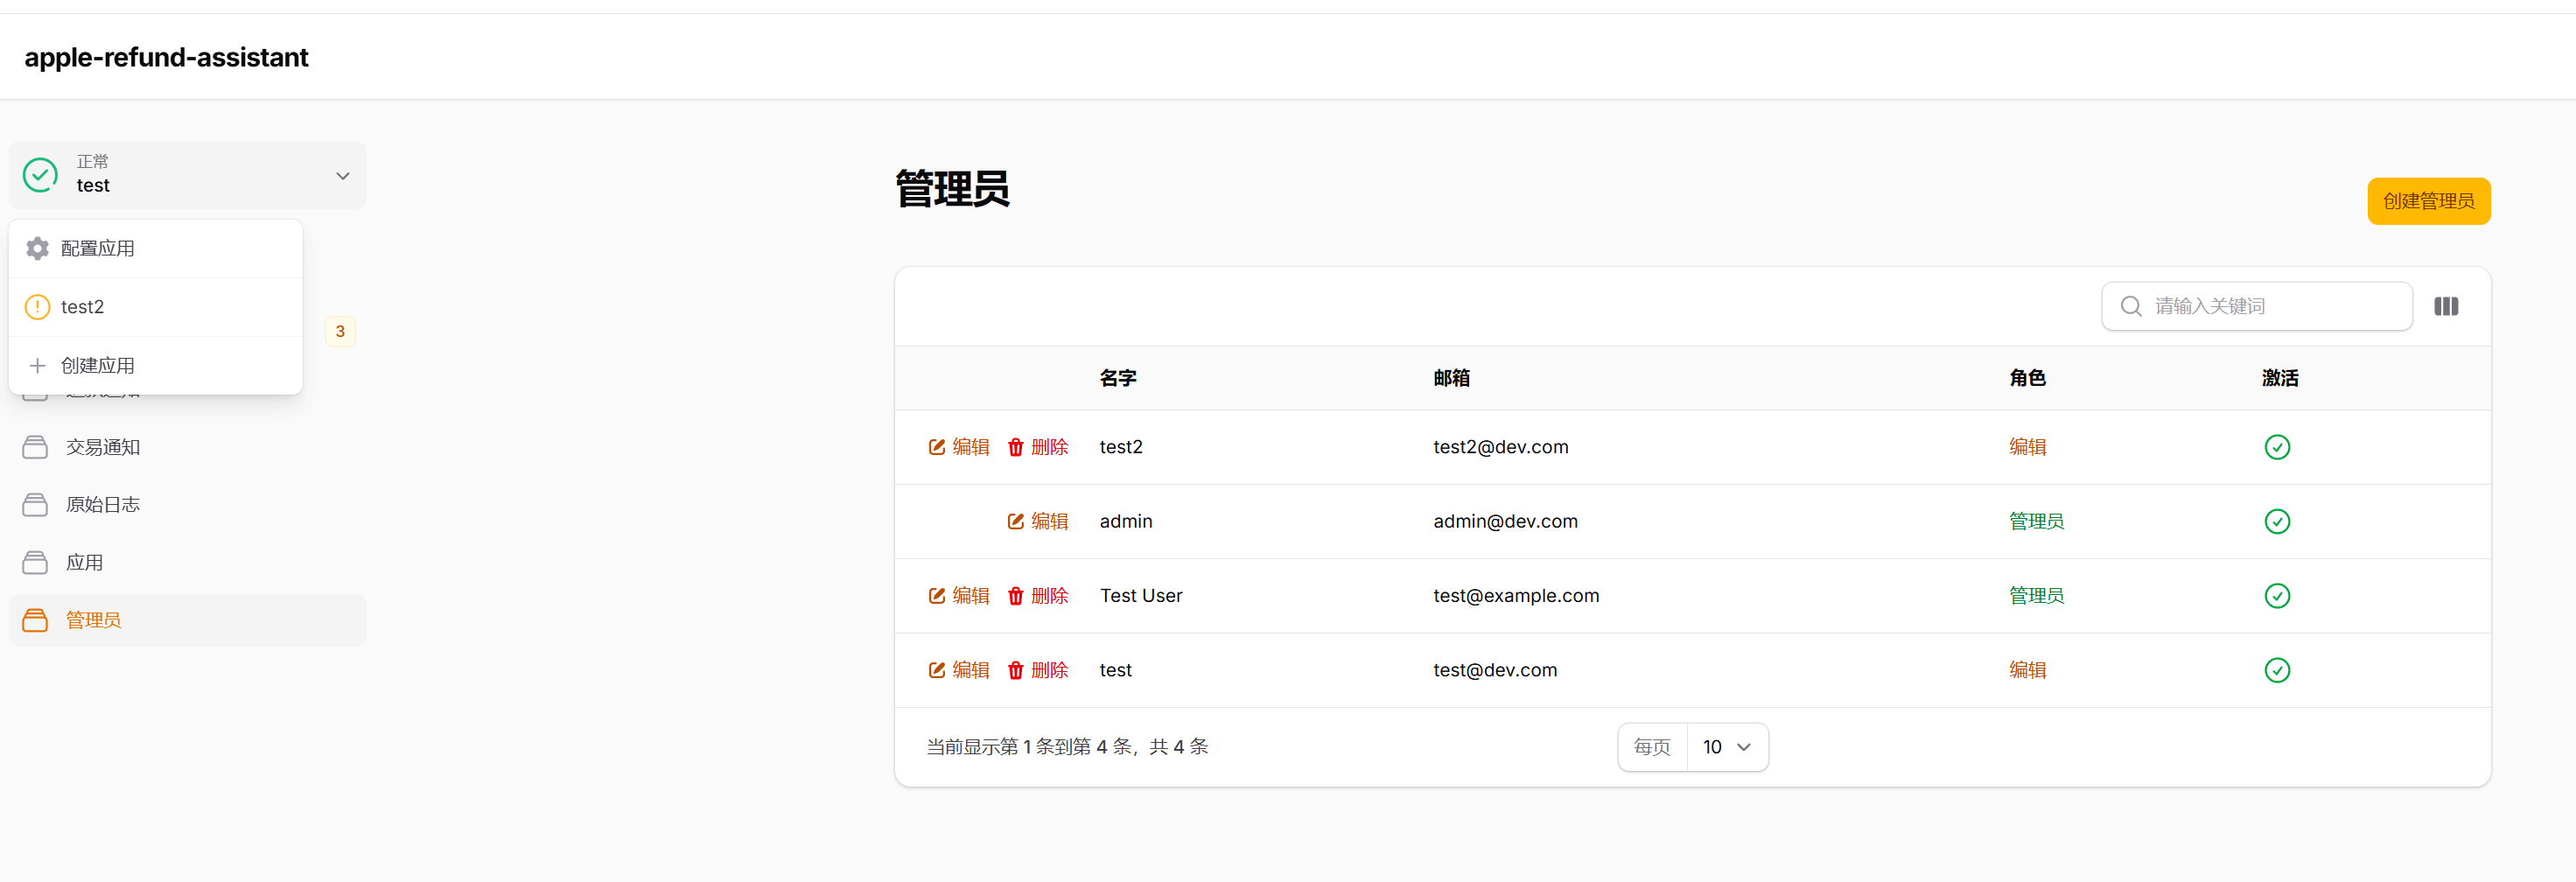 apple-refund-assistant
正常
test
配置应用
test2
创建应用
3
交易通知
原始日志
应用
管理员
管理员
创建管理员
请输入关键词
名字 邮箱 角色 激活
编辑 删除 test2 test2@dev.com 编辑
编辑 admin admin@dev.com 管理员
编辑 删除 Test User test@example.com 管理员
编辑 删除 test test@dev.com 编辑
当前显示第 1 条到第 4 条，共 4 条
每页 10